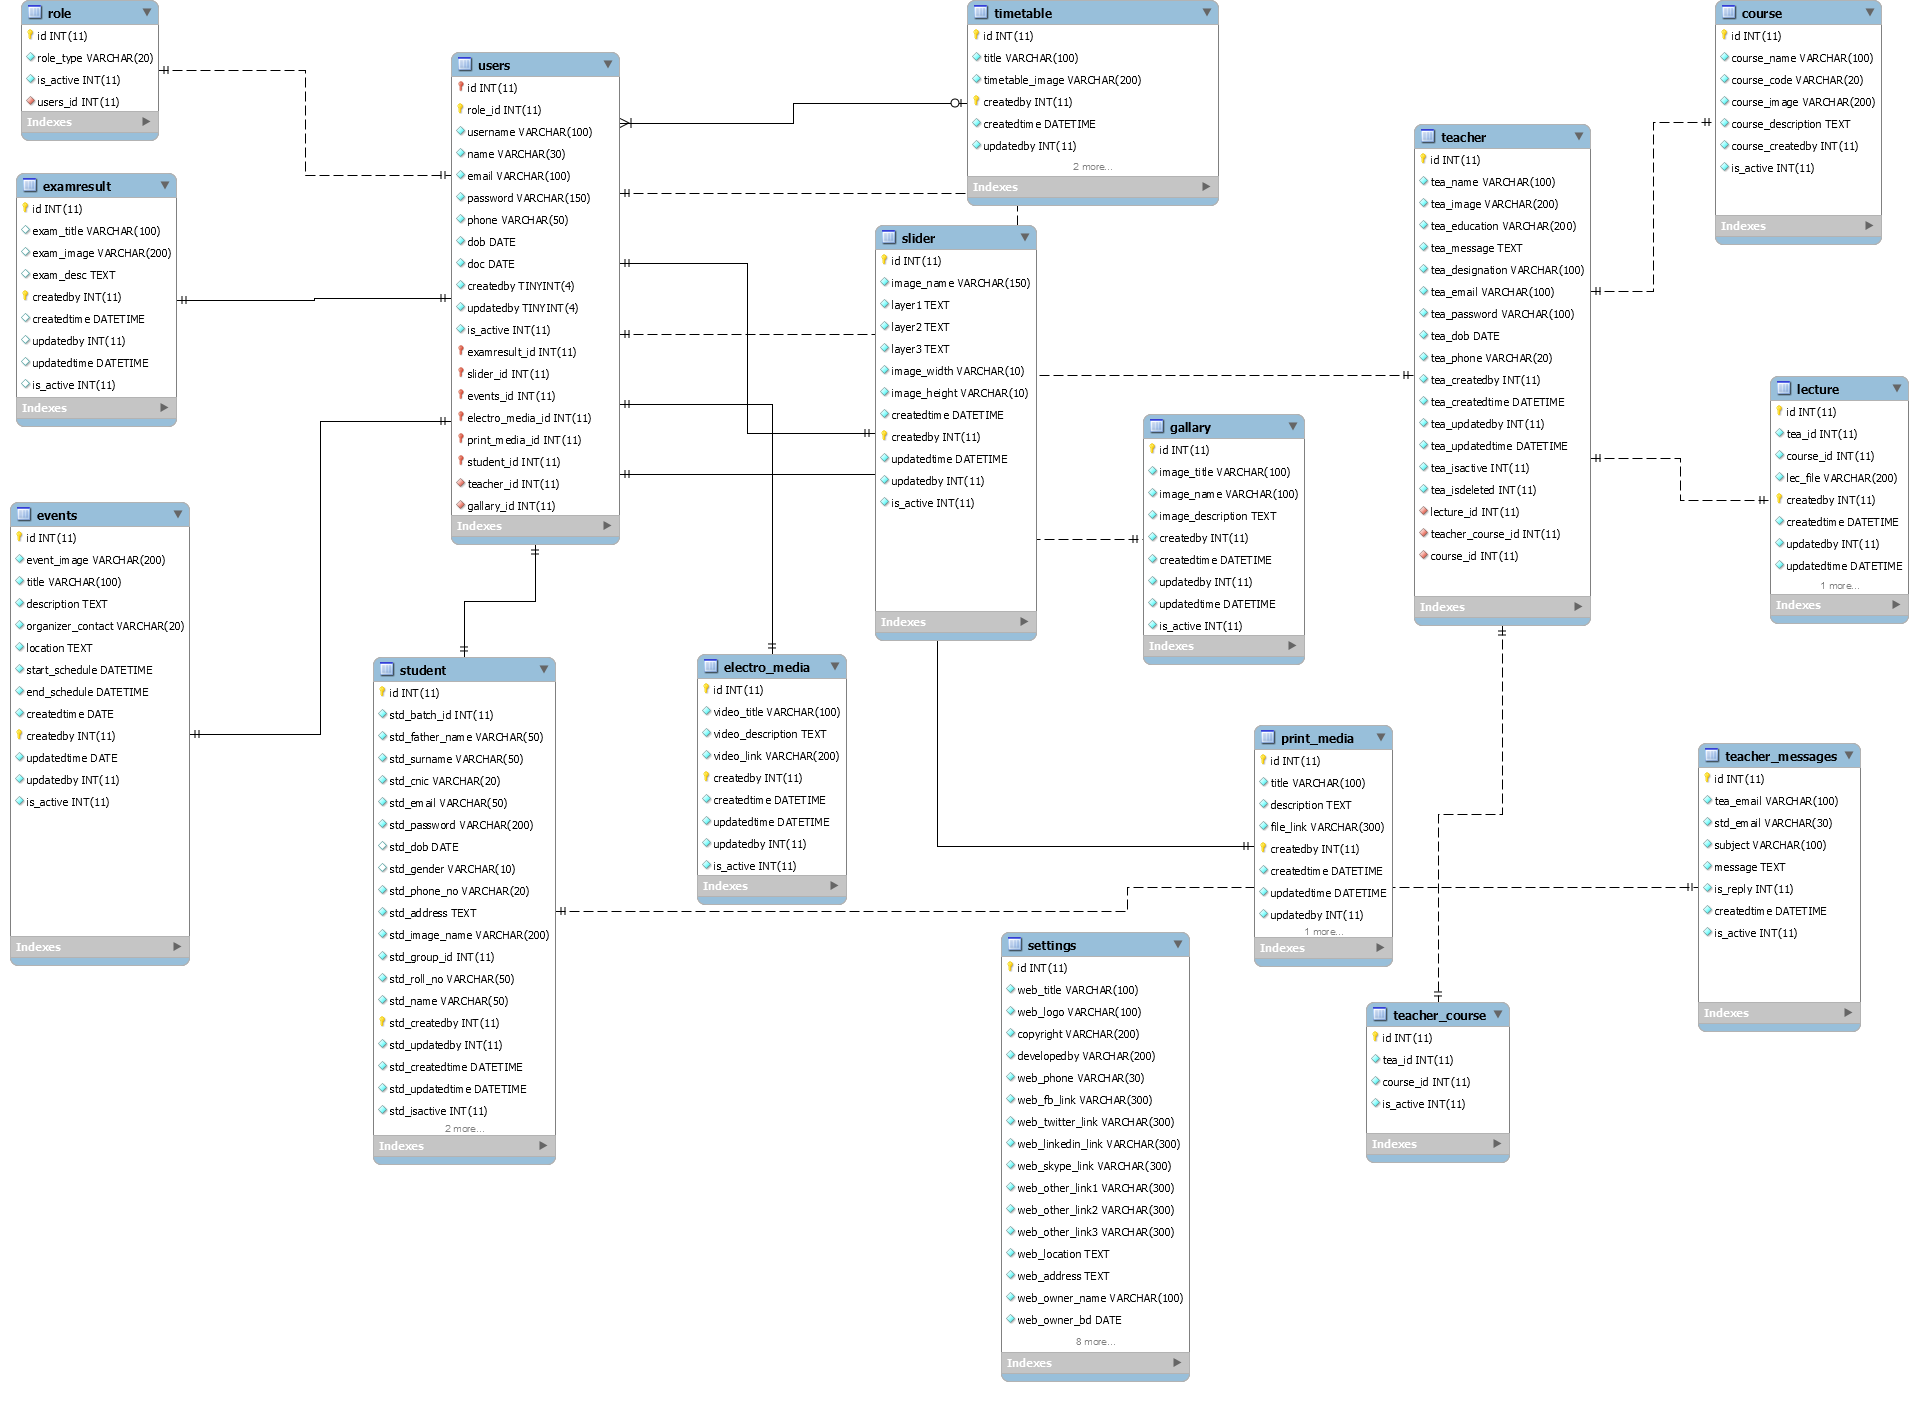 role
id INT(11)
role_type VARCHAR(20)
is_active INT(11)
users_id INT(11)
Indexes
examresult
id INT(11)
exam_title VARCHAR(100)
exam_image VARCHAR(200)
exam_desc TEXT
createdby INT(11)
createdtime DATETIME
updatedby INT(11)
updatedtime DATETIME
is_active INT(11)
Indexes
events
id INT(11)
event_image VARCHAR(200)
title VARCHAR(100)
description TEXT
organizer_contact VARCHAR(20)
location TEXT
start_schedule DATETIME
end_schedule DATETIME
createdtime DATE
createdby INT(11)
updatedtime DATE
updatedby INT(11)
is_active INT(11)
Indexes
users
id INT(11)
role_id INT(11)
username VARCHAR(100)
name VARCHAR(30)
email VARCHAR(100)
password VARCHAR(150)
phone VARCHAR(50)
dob DATE
doc DATE
createdby TINYINT(4)
updatedby TINYINT(4)
is_active INT(11)
examresult_id INT(11)
slider_id INT(11)
events_id INT(11)
electro_media_id INT(11)
print_media_id INT(11)
student_id INT(11)
teacher_id INT(11)
gallary_id INT(11)
Indexes
student
id INT(11)
std_batch_id INT(11)
std_father_name VARCHAR(50)
std_surname VARCHAR(50)
std_cnic VARCHAR(20)
std_email VARCHAR(50)
std_password VARCHAR(200)
std_dob DATE
std_gender VARCHAR(10)
std_phone_no VARCHAR(20)
std_address TEXT
std_image_name VARCHAR(200)
std_group_id INT(11)
std_roll_no VARCHAR(50)
std_name VARCHAR(50)
std_createdby INT(11)
std_updatedby INT(11)
std_createdtime DATETIME
std_updatedtime DATETIME
std_isactive INT(11)
2 more...
Indexes
electro_media
id INT(11)
video_title VARCHAR(100)
video_description TEXT
video_link VARCHAR(200)
createdby INT(11)
createdtime DATETIME
updatedtime DATETIME
updatedby INT(11)
is_active INT(11)
Indexes
timetable
id INT(11)
title VARCHAR(100)
timetable_image VARCHAR(200)
createdby INT(11)
createdtime DATETIME
updatedby INT(11)
2 more...
Indexes
slider
id INT(11)
image_name VARCHAR(150)
layer1 TEXT
layer2 TEXT
layer3 TEXT
image_width VARCHAR(10)
image_height VARCHAR(10)
createdtime DATETIME
createdby INT(11)
updatedtime DATETIME
updatedby INT(11)
is_active INT(11)
Indexes
gallary
id INT(11)
image_title VARCHAR(100)
image_name VARCHAR(100)
image_description TEXT
createdby INT(11)
createdtime DATETIME
updatedby INT(11)
updatedtime DATETIME
is_active INT(11)
Indexes
print_media
id INT(11)
title VARCHAR(100)
description TEXT
file_link VARCHAR(300)
createdby INT(11)
createdtime DATETIME
updatedtime DATETIME
updatedby INT(11)
1 more...
Indexes
settings
id INT(11)
web_title VARCHAR(100)
web_logo VARCHAR(100)
copyright VARCHAR(200)
developedby VARCHAR(200)
web_phone VARCHAR(30)
web_fb_link VARCHAR(300)
web_twitter_link VARCHAR(300)
web_linkedin_link VARCHAR(300)
web_skype_link VARCHAR(300)
web_other_link1 VARCHAR(300)
web_other_link2 VARCHAR(300)
web_other_link3 VARCHAR(300)
web_location TEXT
web_address TEXT
web_owner_name VARCHAR(100)
web_owner_bd DATE
8 more...
Indexes
teacher
id INT(11)
tea_name VARCHAR(100)
tea_image VARCHAR(200)
tea_education VARCHAR(200)
tea_message TEXT
tea_designation VARCHAR(100)
tea_email VARCHAR(100)
tea_password VARCHAR(100)
tea_dob DATE
tea_phone VARCHAR(20)
tea_createdby INT(11)
tea_createdtime DATETIME
tea_updatedby INT(11)
tea_updatedtime DATETIME
tea_isactive INT(11)
tea_isdeleted INT(11)
lecture_id INT(11)
teacher_course_id INT(11)
course_id INT(11)
Indexes
course
id INT(11)
course_name VARCHAR(100)
course_code VARCHAR(20)
course_image VARCHAR(200)
course_description TEXT
course_createdby INT(11)
is_active INT(11)
Indexes
lecture
id INT(11)
tea_id INT(11)
course_id INT(11)
lec_file VARCHAR(200)
createdby INT(11)
createdtime DATETIME
updatedby INT(11)
updatedtime DATETIME
1 more...
Indexes
teacher_messages
id INT(11)
tea_email VARCHAR(100)
std_email VARCHAR(30)
subject VARCHAR(100)
message TEXT
is_reply INT(11)
createdtime DATETIME
is_active INT(11)
Indexes
teacher_course
id INT(11)
tea_id INT(11)
course_id INT(11)
is_active INT(11)
Indexes